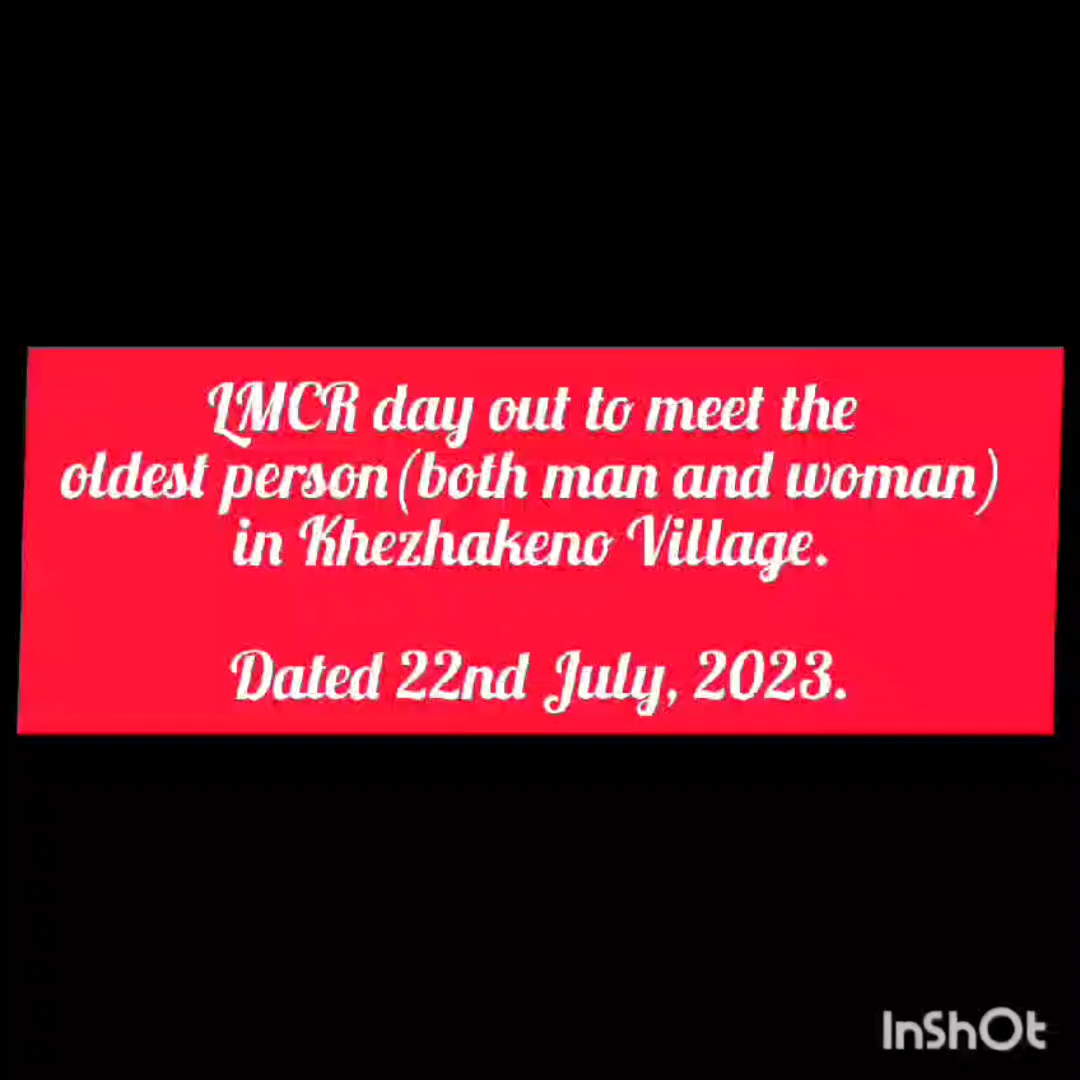 LMCR day out to meet the
oldest person (both man and woman)
in Khezhakeno Village.
Dated 22nd July, 2023.
InShOt